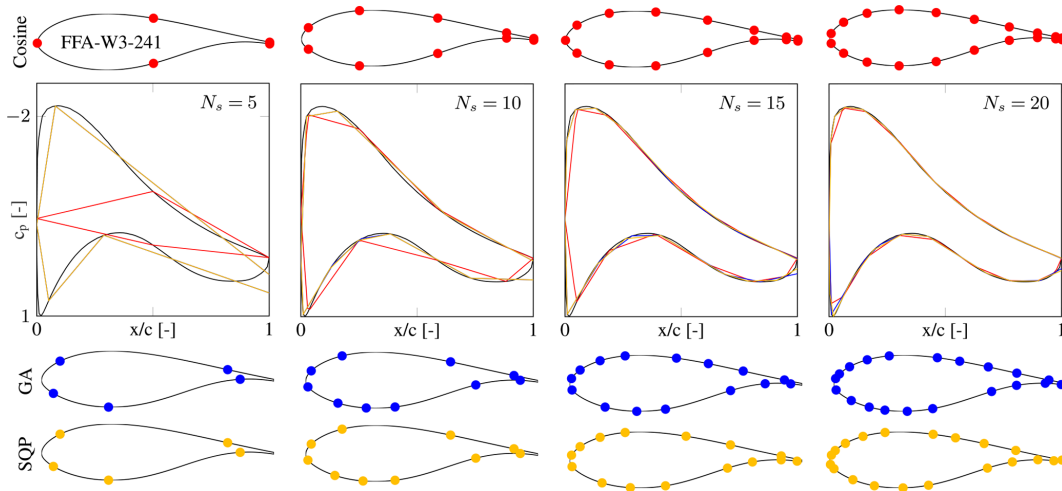 Cosine
FFA-W3-241
N_s = 5
N_s = 10
N_s = 15
N_s = 20
−2
c_p [-]
1
0
x/c [-]
1
0
x/c [-]
1
0
x/c [-]
1
0
x/c [-]
1
GA
SQP